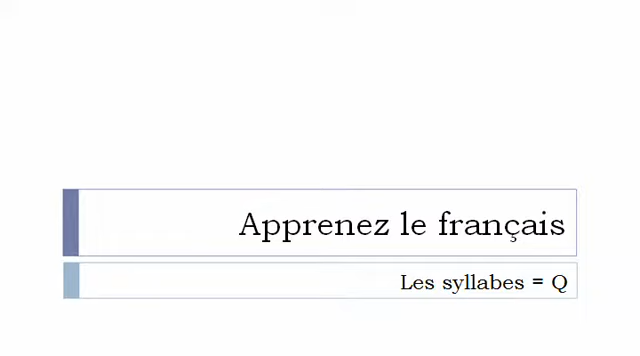 Apprenez le français
Les syllabes = Q